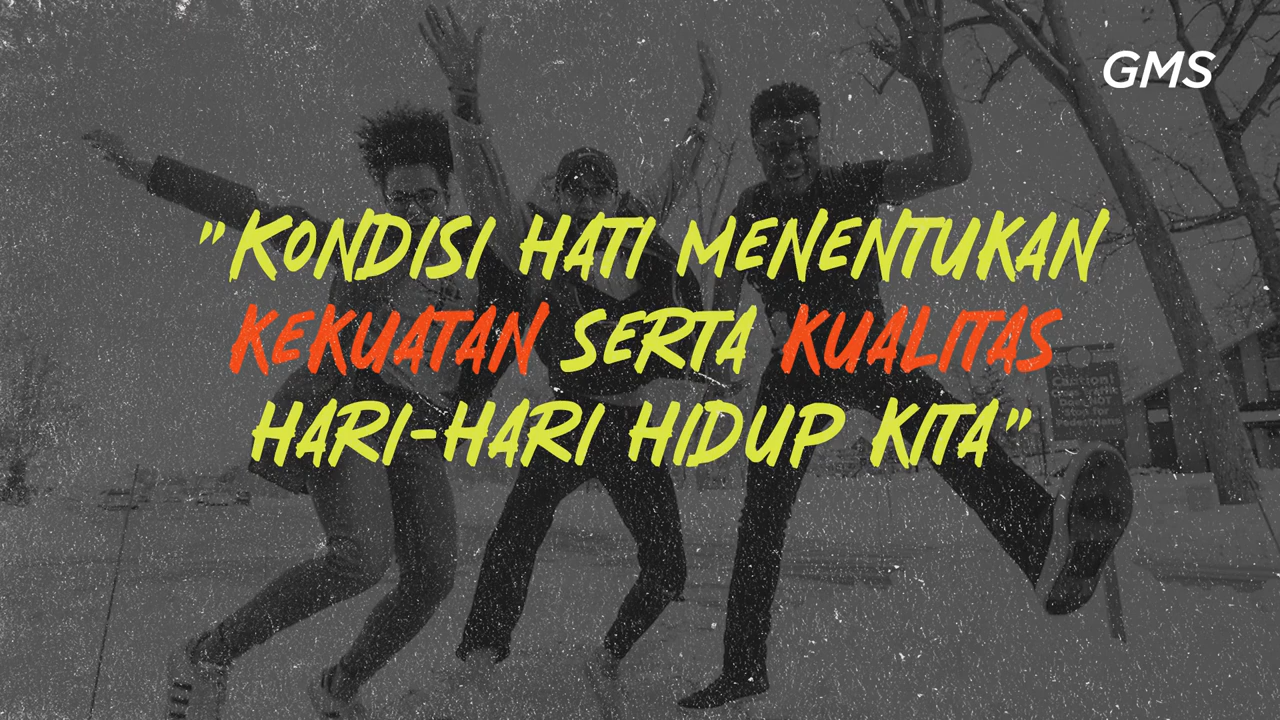 GMS
"KONDISI HATI MENENTUKAN
KEKUATAN SERTA KUALITAS
HARI-HARI HIDUP KITA"